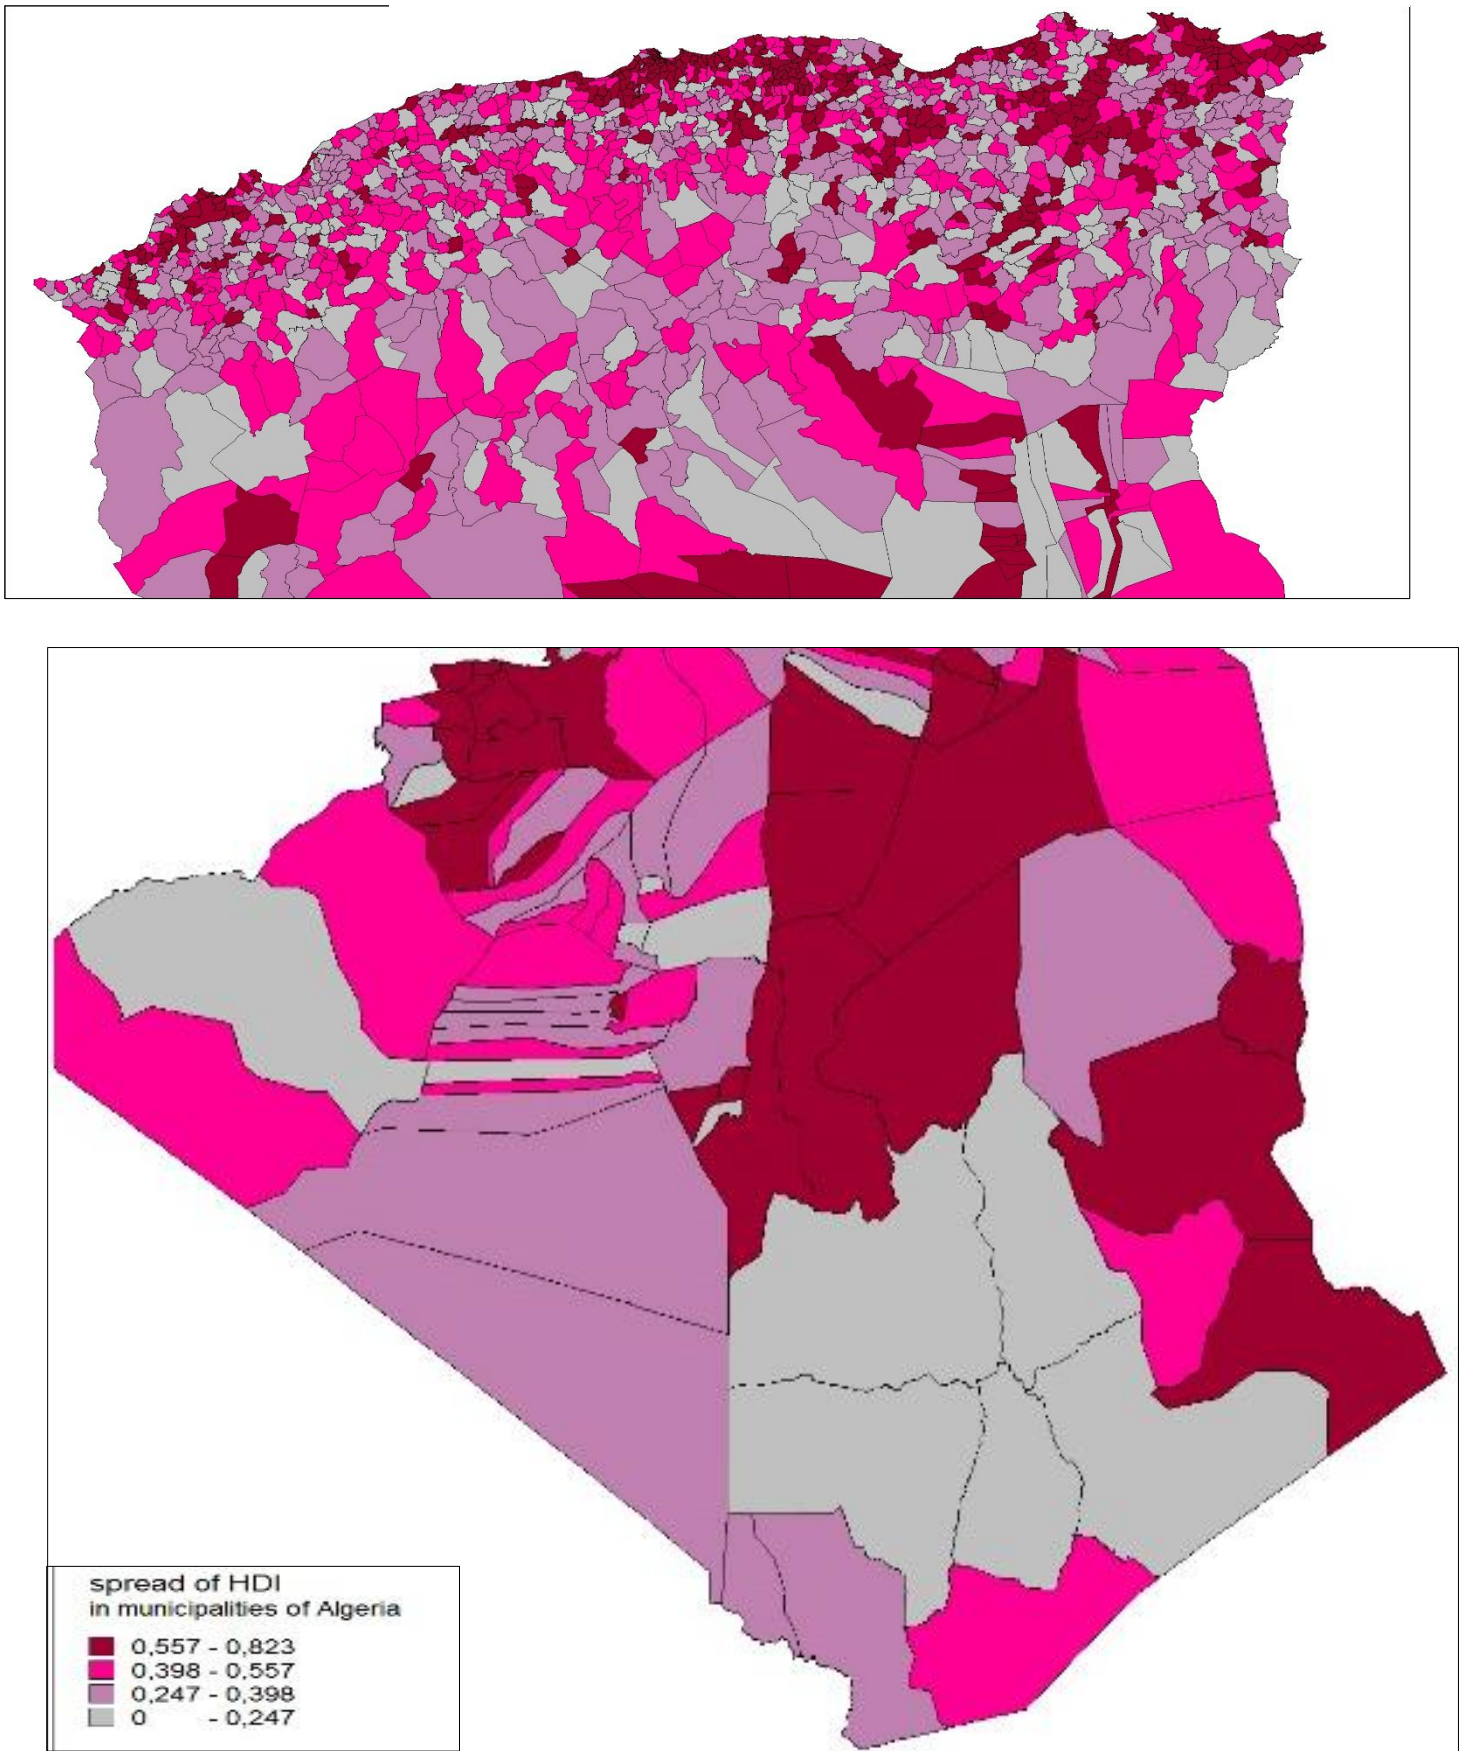 spread of HDI
in municipalities of Algeria
0,557 - 0,823
0,398 - 0,557
0,247 - 0,398
0 - 0,247